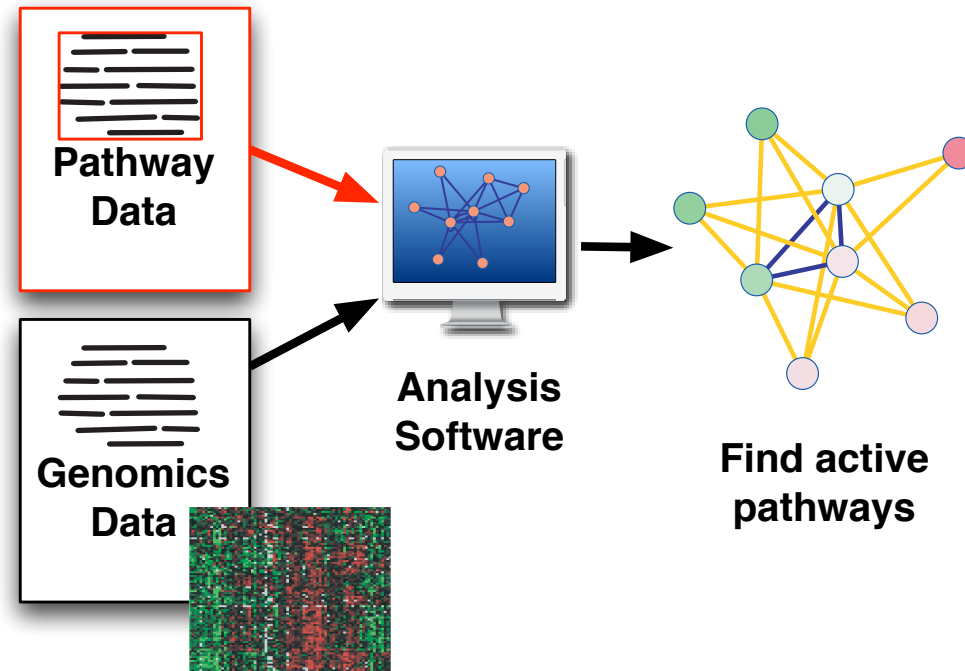 Pathway
Data
Genomics
Data
Analysis
Software
Find active
pathways